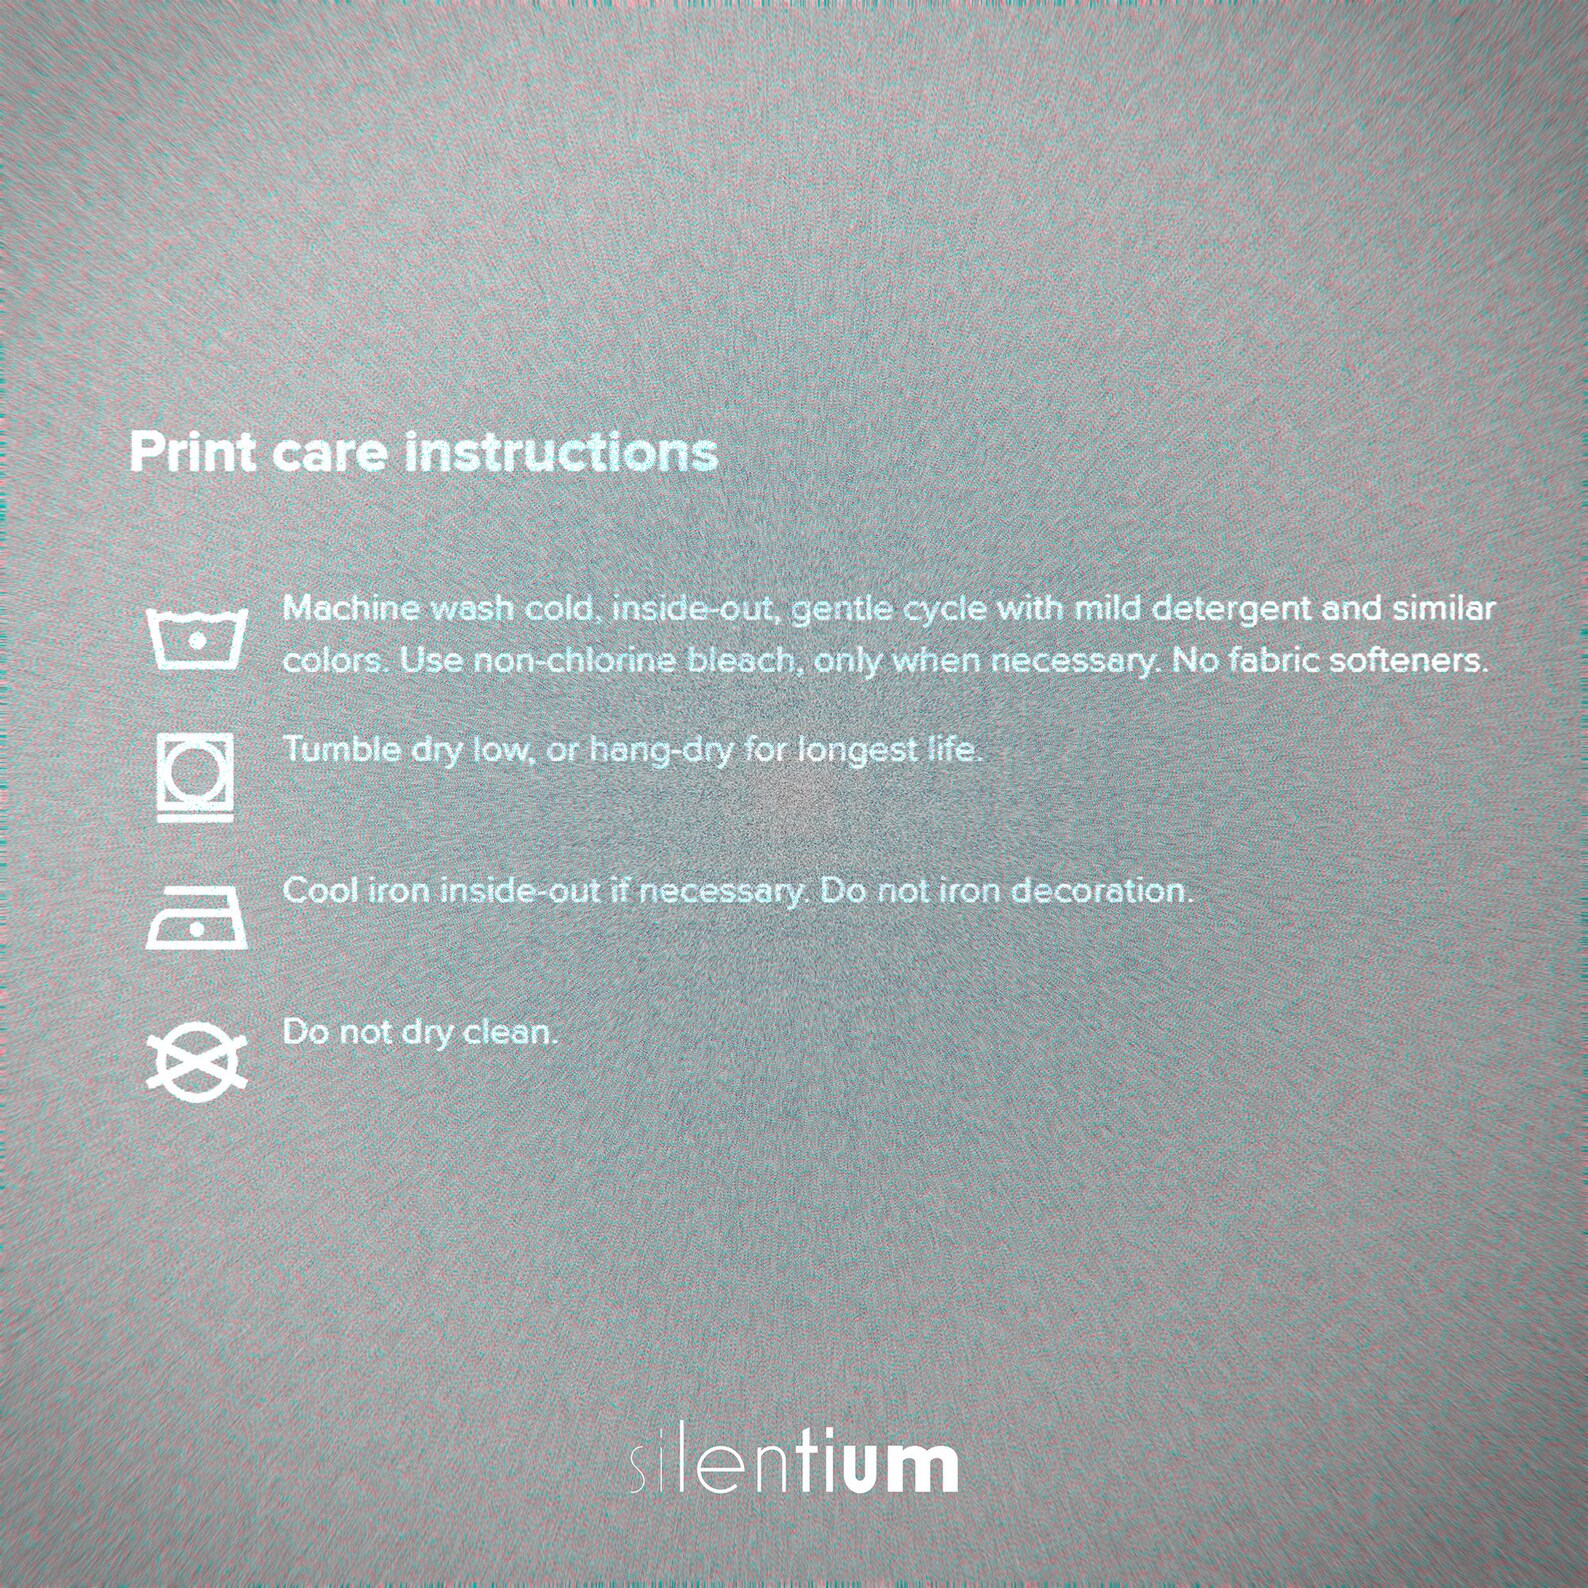 Print care instructions
Machine wash cold, inside-out, gentle cycle with mild detergent and similar
colors. Use non-chlorine bleach, only when necessary. No fabric softeners.
Tumble dry low, or hang-dry for longest life.
Cool iron inside-out if necessary. Do not iron decoration.
Do not dry clean.
silentium